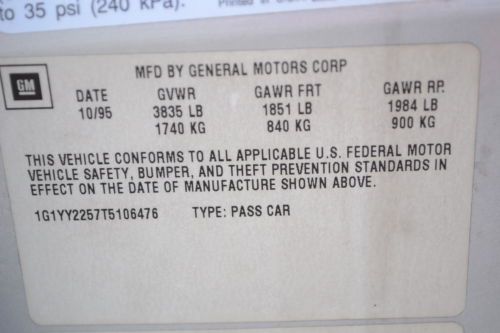 to 35 psi (240 kPa).
Printed in
GM
MFD BY GENERAL MOTORS CORP
DATE GVWR GAWR FRT GAWR RR
10/95 3835 LB 1851 LB 1984 LB
1740 KG 840 KG 900 KG
THIS VEHICLE CONFORMS TO ALL APPLICABLE U.S. FEDERAL MOTOR
VEHICLE SAFETY, BUMPER, AND THEFT PREVENTION STANDARDS IN
EFFECT ON THE DATE OF MANUFACTURE SHOWN ABOVE.
1G1YY2257T5106476 TYPE: PASS CAR